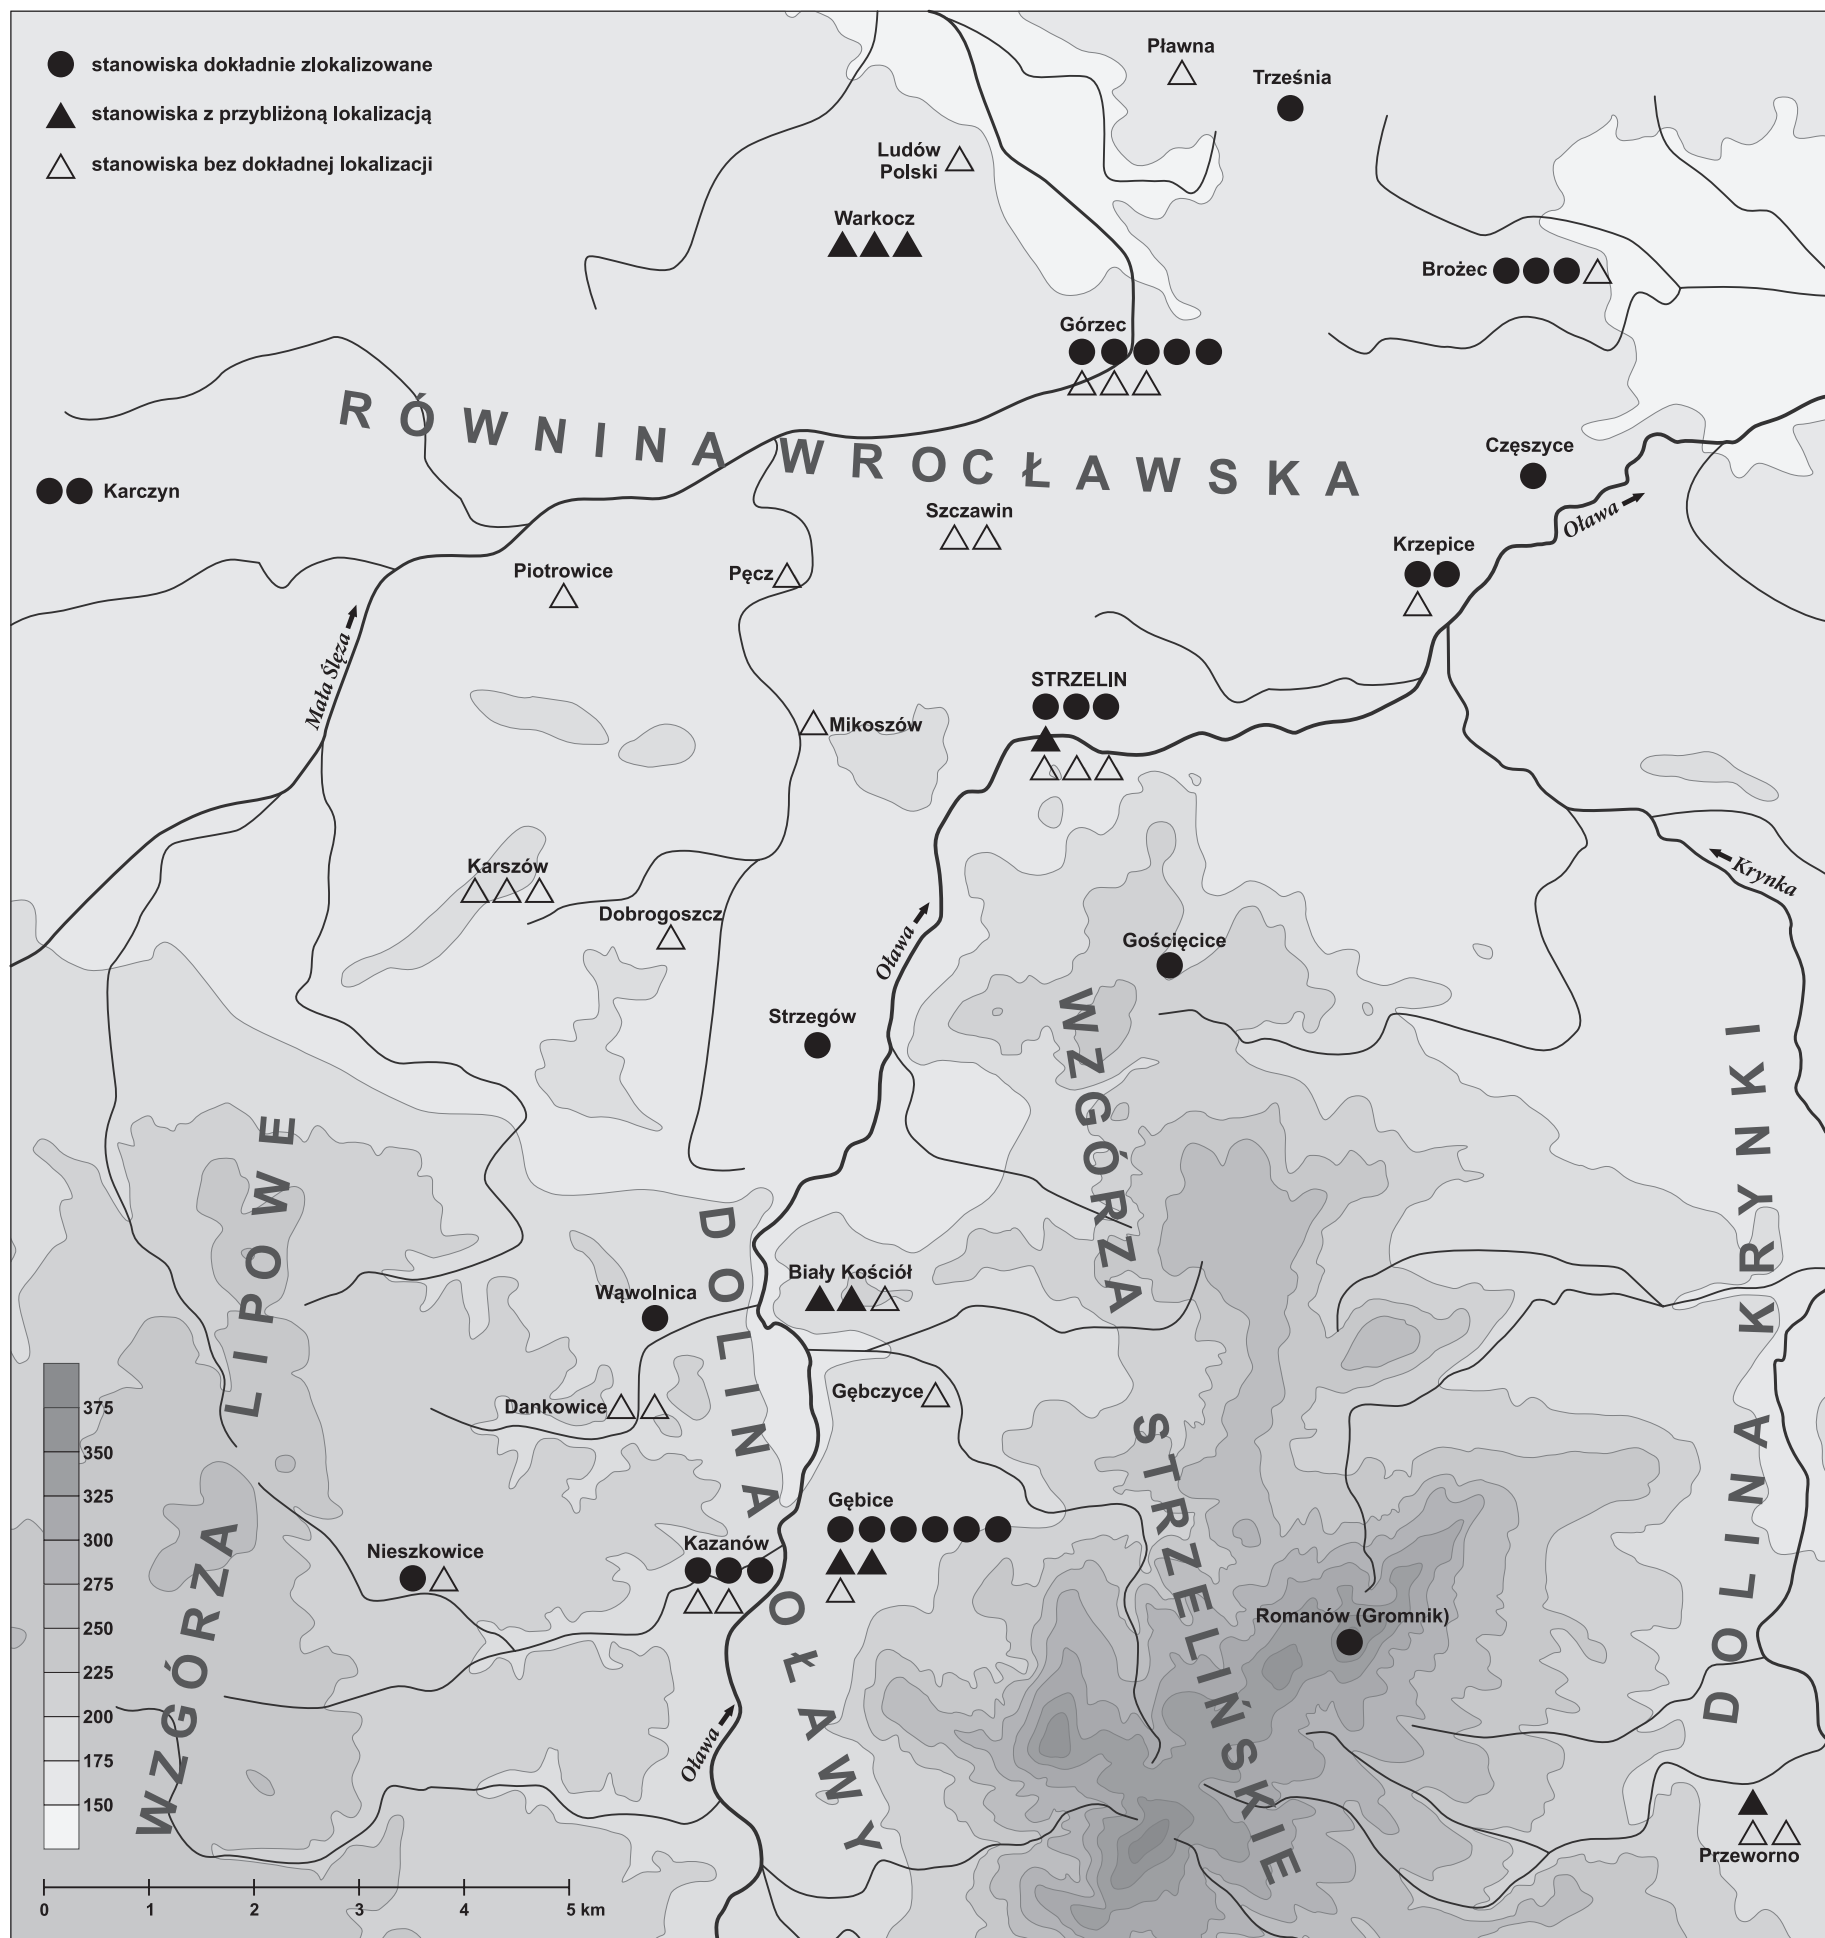 stanowiska dokładnie zlokalizowane
stanowiska z przybliżoną lokalizacją
stanowiska bez dokładnej lokalizacji
Pławna
Trześnia
Ludów
Polski
Warkocz
Brożec
Górzec
RÓWNINA WROCŁAWSKA
Częszyce
Karczyn
Szczawin
Oława
Krzepice
Piotrowice
Pęcz
Mała Ślęza
STRZELIN
Mikoszów
Karszów
Krynka
Dobrogoszcz
Oława
Gościęcice
Strzegów
WZGÓRZA LIPOWE
DOLINA OŁAWY
WZGÓRZA STRZELIŃSKIE
DOLINA KRYNKI
Biały Kościół
Wąwolnica
Gębczyce
Dankowice
Gębice
Kazanów
Nieszkowice
Romanów (Gromnik)
Oława
Przeworno
375
350
325
300
275
250
225
200
175
150
0 1 2 3 4 5 km